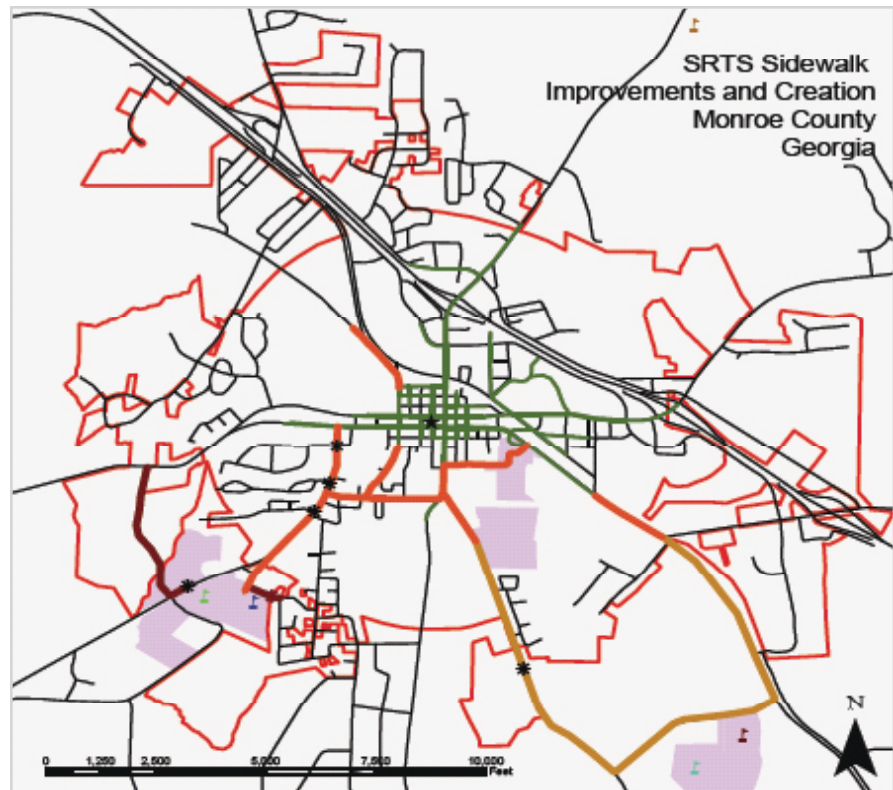 SRTS Sidewalk
Improvements and Creation
Monroe County
Georgia
N
0 1,250 2,500 5,000 7,500 10,000
Feet